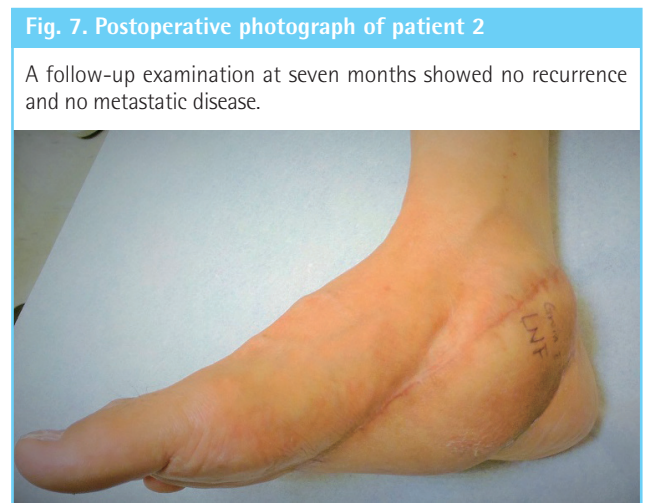 Fig. 7. Postoperative photograph of patient 2
A follow-up examination at seven months showed no recurrence
and no metastatic disease.
Groin
LNF